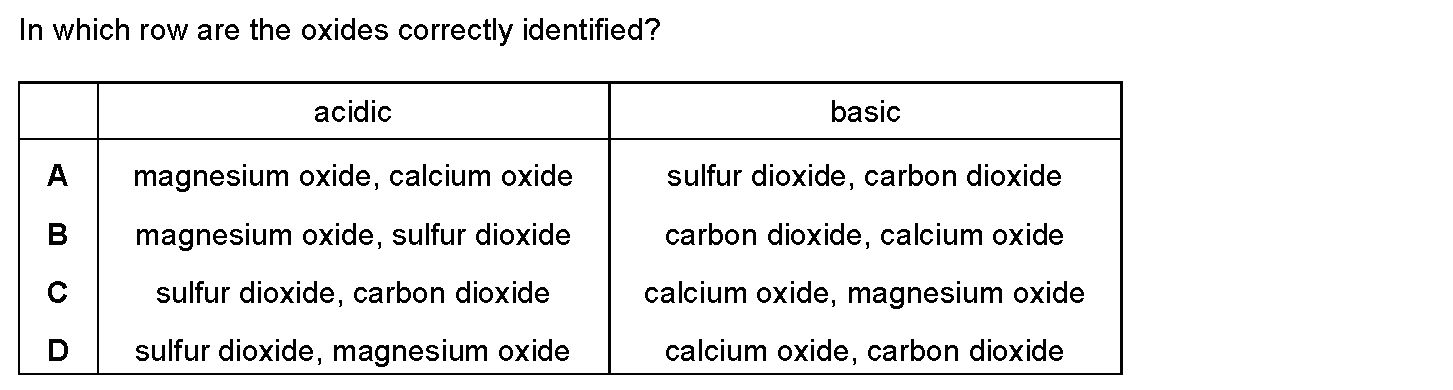 In which row are the oxides correctly identified?
acidic basic
A magnesium oxide, calcium oxide sulfur dioxide, carbon dioxide
B magnesium oxide, sulfur dioxide carbon dioxide, calcium oxide
C sulfur dioxide, carbon dioxide calcium oxide, magnesium oxide
D sulfur dioxide, magnesium oxide calcium oxide, carbon dioxide